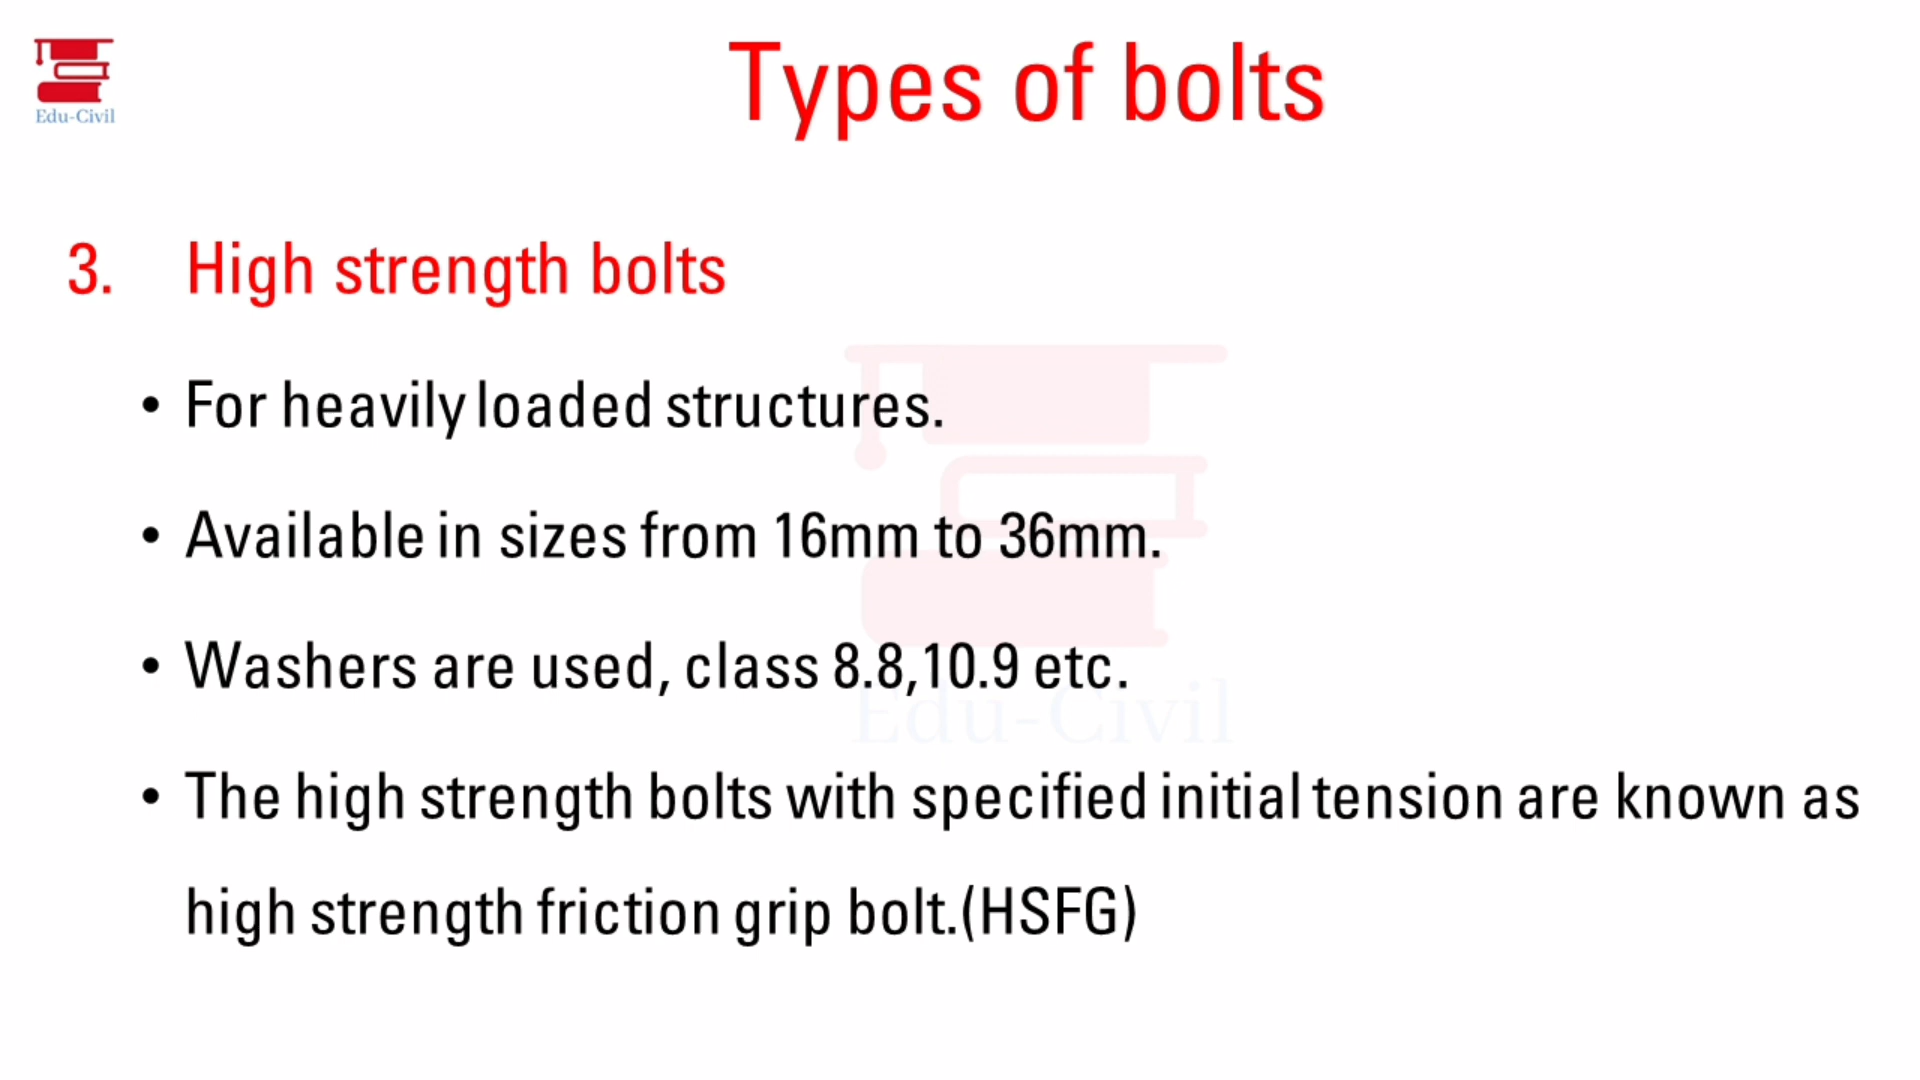 Edu-Civil
Types of bolts
3. High strength bolts
• For heavily loaded structures.
• Available in sizes from 16mm to 36mm.
• Washers are used, class 8.8,10.9 etc.
Edu-Civil
• The high strength bolts with specified initial tension are known as
high strength friction grip bolt.(HSFG)